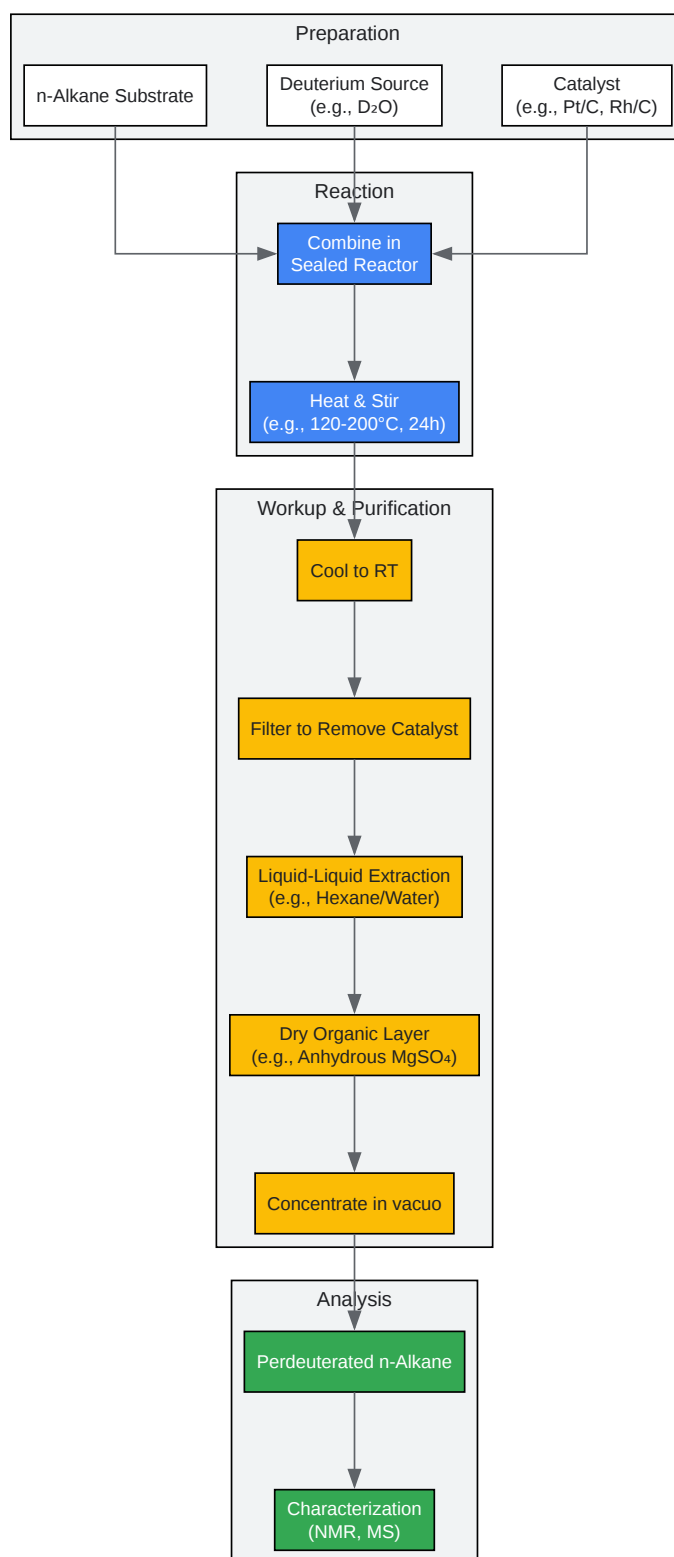 Preparation
n-Alkane Substrate
Deuterium Source
(e.g., D₂O)
Catalyst
(e.g., Pt/C, Rh/C)
Reaction
Combine in
Sealed Reactor
Heat & Stir
(e.g., 120-200°C, 24h)
Workup & Purification
Cool to RT
Filter to Remove Catalyst
Liquid-Liquid Extraction
(e.g., Hexane/Water)
Dry Organic Layer
(e.g., Anhydrous MgSO₄)
Concentrate in vacuo
Analysis
Perdeuterated n-Alkane
Characterization
(NMR, MS)